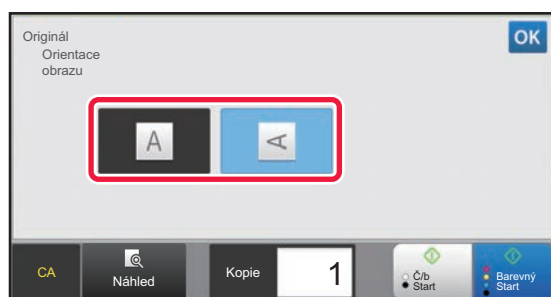 Originál
Orientace
obrazu
OK
A
A
CA
Náhled
Kopie
1
Č/b
Start
Barevný
Start